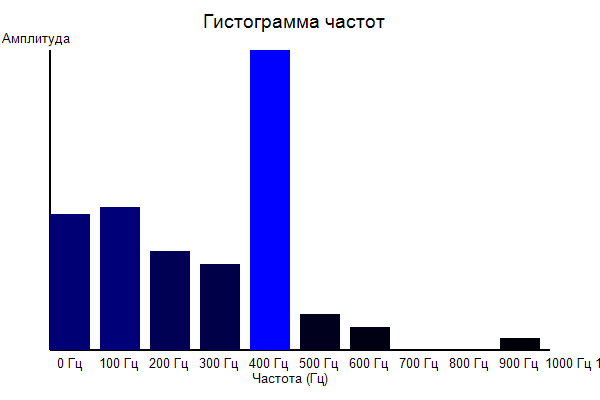 Гистограмма частот
Амплитуда
0 Гц 100 Гц 200 Гц 300 Гц 400 Гц 500 Гц 600 Гц 700 Гц 800 Гц 900 Гц 1000 Гц 1
Частота (Гц)